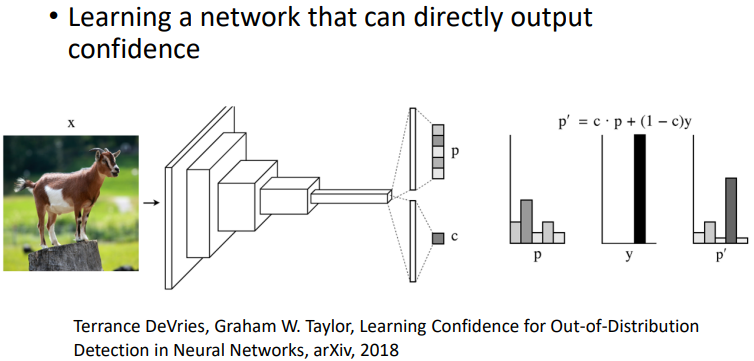 • Learning a network that can directly output
confidence
x
p
c
p′ = c · p + (1 − c)y
p
y
p′
Terrance DeVries, Graham W. Taylor, Learning Confidence for Out-of-Distribution
Detection in Neural Networks, arXiv, 2018